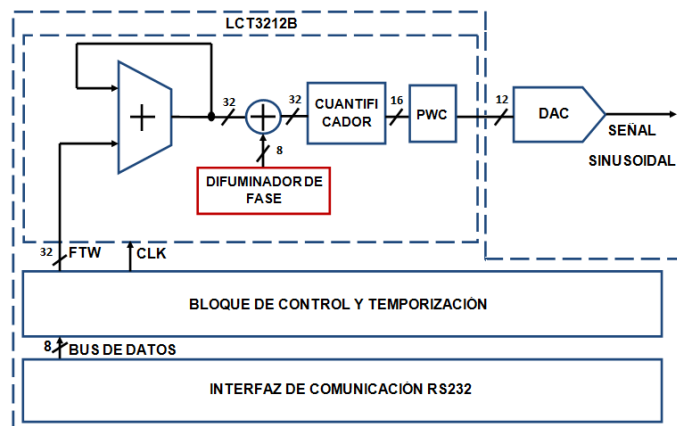 LCT3212B
32
32
CUANTIFI
CADOR
16
PWC
12
DAC
SEÑAL
SINUSOIDAL
8
DIFUMINADOR DE
FASE
32
FTW
CLK
BLOQUE DE CONTROL Y TEMPORIZACIÓN
8
BUS DE DATOS
INTERFAZ DE COMUNICACIÓN RS232